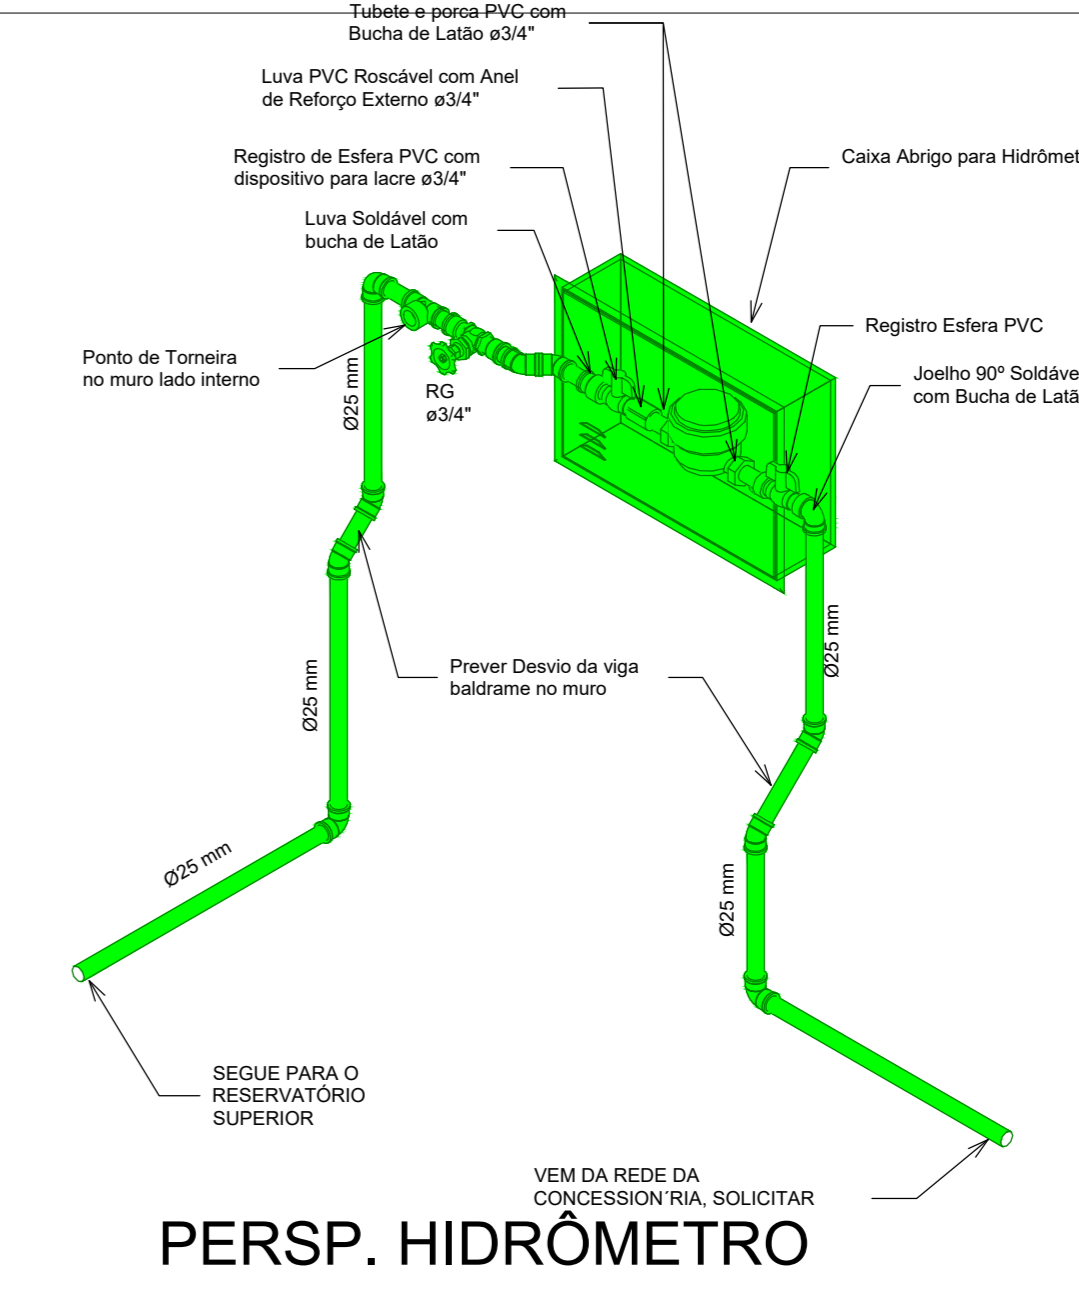 Tubete e porca PVC com
Bucha de Latão ø3/4"
Luva PVC Roscável com Anel
de Reforço Externo ø3/4"
Registro de Esfera PVC com
dispositivo para lacre ø3/4"
Caixa Abrigo para Hidrômet
Luva Soldável com
bucha de Latão
Registro Esfera PVC
Ponto de Torneira
no muro lado interno
Joelho 90º Soldáve
com Bucha de Latã
RG
ø3/4"
Ø25 mm
Ø25 mm
Prever Desvio da viga
baldrame no muro
Ø25 mm
Ø25 mm
Ø25 mm
SEGUE PARA O
RESERVATÓRIO
SUPERIOR
VEM DA REDE DA
CONCESSION´RIA, SOLICITAR
PERSP. HIDRÔMETRO